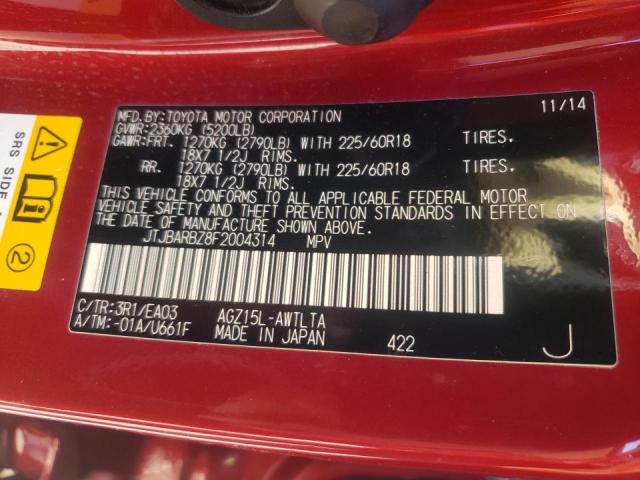 MFD.BY:TOYOTA MOTOR CORPORATION 11/14
GVWR:2360KG (5200LB)
GAWR:FRT. 1270KG (2790LB) WITH 225/60R18 TIRES.
18X7 1/2J RIMS.
RR. 1270KG (2790LB) WITH 225/60R18 TIRES.
18X7 1/2J RIMS.
THIS VEHICLE CONFORMS TO ALL APPLICABLE FEDERAL MOTOR
VEHICLE SAFETY AND THEFT PREVENTION STANDARDS IN EFFECT ON
THE DATE OF MANUFACTURE SHOWN ABOVE.
JTJBARBZ8F2004314 MPV
C/TR:3R1/EA03 AGZ15L-AWTLTA
A/TM:-01A/U661F MADE IN JAPAN 422 J
SRS SIDE
2